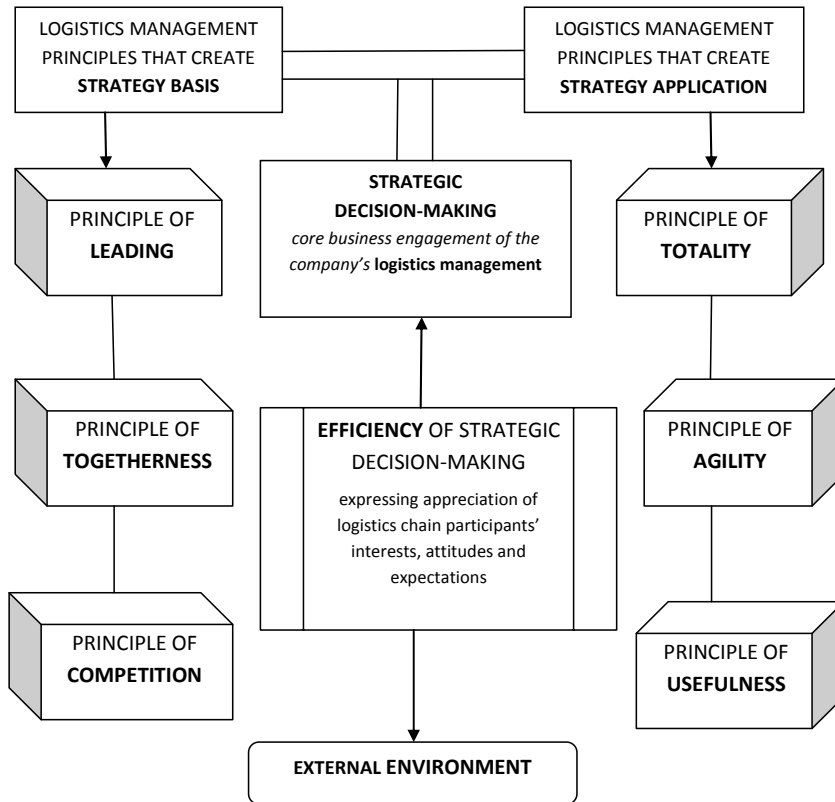 LOGISTICS MANAGEMENT
PRINCIPLES THAT CREATE
STRATEGY BASIS
LOGISTICS MANAGEMENT
PRINCIPLES THAT CREATE
STRATEGY APPLICATION
PRINCIPLE OF
LEADING
STRATEGIC
DECISION-MAKING
core business engagement of the
company’s logistics management
PRINCIPLE OF
TOTALITY
PRINCIPLE OF
TOGETHERNESS
EFFICIENCY OF STRATEGIC
DECISION-MAKING
expressing appreciation of
logistics chain participants’
interests, attitudes and
expectations
PRINCIPLE OF
AGILITY
PRINCIPLE OF
COMPETITION
PRINCIPLE OF
USEFULNESS
EXTERNAL ENVIRONMENT